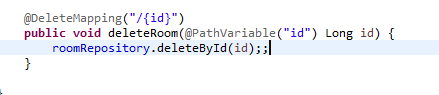 @DeleteMapping("/{id}")
public void deleteRoom(@PathVariable("id") Long id) {
roomRepository.deleteById(id);;
}
}